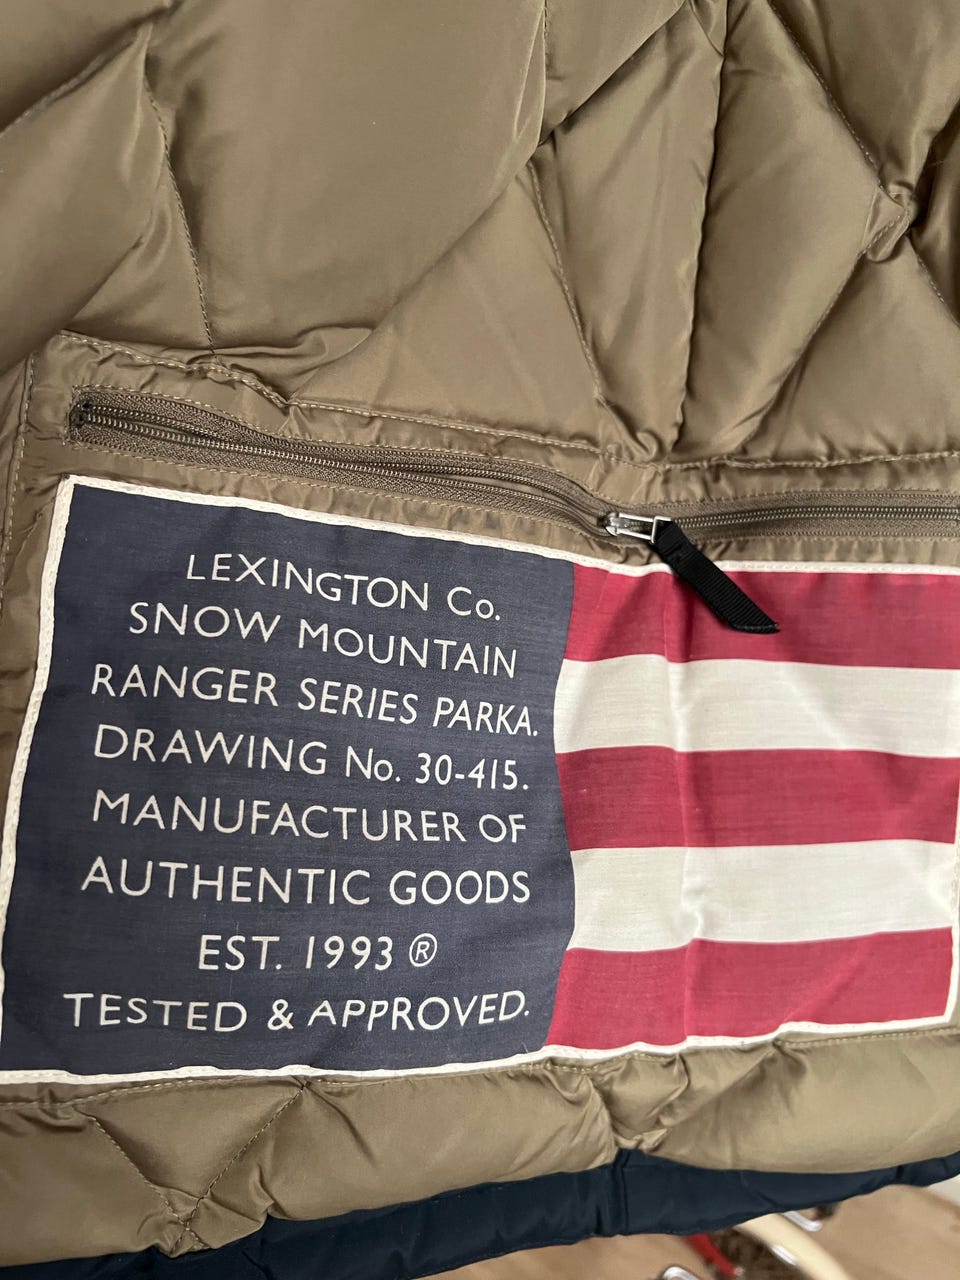 LEXINGTON Co.
SNOW MOUNTAIN
RANGER SERIES PARKA.
DRAWING No. 30-415.
MANUFACTURER OF
AUTHENTIC GOODS
EST. 1993 ®
TESTED & APPROVED.